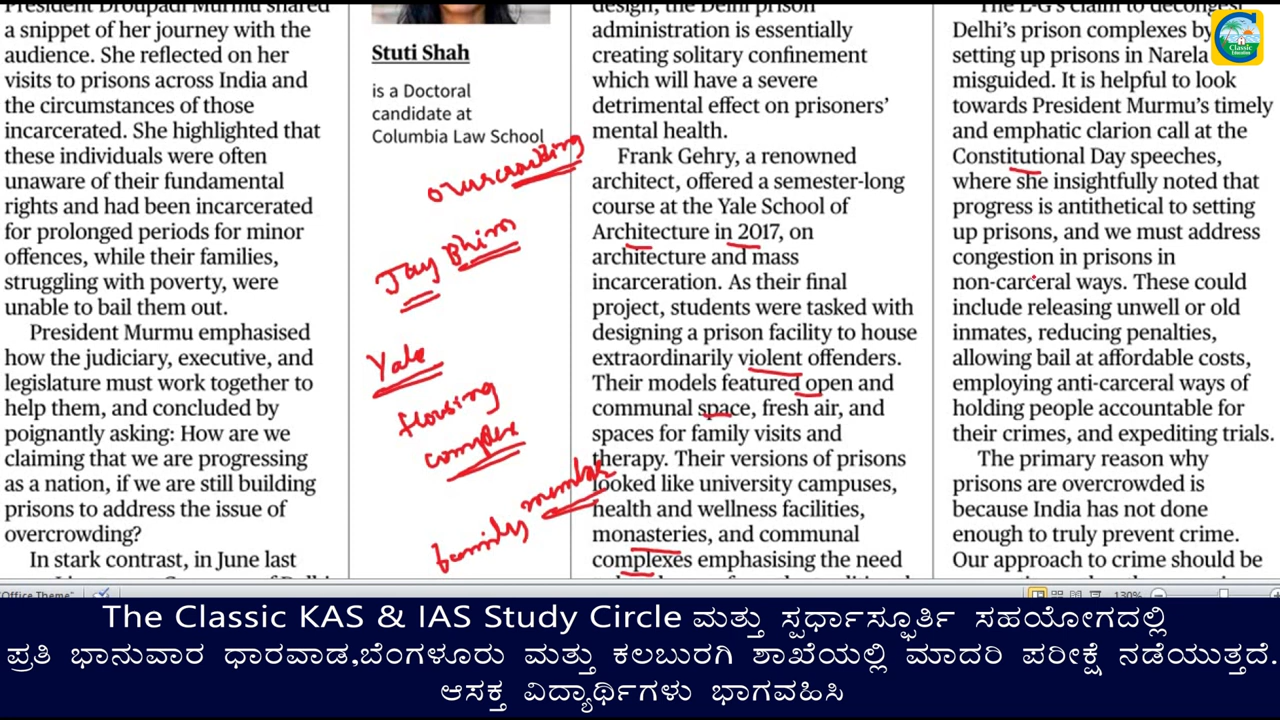 President Droupadi Murmu shared
a snippet of her journey with the
audience. She reflected on her
visits to prisons across India and
the circumstances of those
incarcerated. She highlighted that
these individuals were often
unaware of their fundamental
rights and had been incarcerated
for prolonged periods for minor
offences, while their families,
struggling with poverty, were
unable to bail them out.
President Murmu emphasised
how the judiciary, executive, and
legislature must work together to
help them, and concluded by
poignantly asking: How are we
claiming that we are progressing
as a nation, if we are still building
prisons to address the issue of
overcrowding?
In stark contrast, in June last
Stuti Shah
is a Doctoral
candidate at
Columbia Law School
overcrowding
Jay Bhim
Yale
Housing
complex
family member
design, the Delhi prison
administration is essentially
creating solitary confinement
which will have a severe
detrimental effect on prisoners'
mental health.
Frank Gehry, a renowned
architect, offered a semester-long
course at the Yale School of
Architecture in 2017, on
architecture and mass
incarceration. As their final
project, students were tasked with
designing a prison facility to house
extraordinarily violent offenders.
Their models featured open and
communal space, fresh air, and
spaces for family visits and
therapy. Their versions of prisons
looked like university campuses,
health and wellness facilities,
monasteries, and communal
complexes emphasising the need
The L-G's claim to decongest
Delhi's prison complexes by
setting up prisons in Narela
misguided. It is helpful to look
towards President Murmu's timely
and emphatic clarion call at the
Constitutional Day speeches,
where she insightfully noted that
progress is antithetical to setting
up prisons, and we must address
congestion in prisons in
non-carceral ways. These could
include releasing unwell or old
inmates, reducing penalties,
allowing bail at affordable costs,
employing anti-carceral ways of
holding people accountable for
their crimes, and expediting trials.
The primary reason why
prisons are overcrowded is
because India has not done
enough to truly prevent crime.
Our approach to crime should be
Classic
Education
"Office Theme"
130%
The Classic KAS & IAS Study Circle ಮತ್ತು ಸ್ಪರ್ಧಾಸ್ಫೂರ್ತಿ ಸಹಯೋಗದಲ್ಲಿ
ಪ್ರತಿ ಭಾನುವಾರ ಧಾರವಾಡ,ಬೆಂಗಳೂರು ಮತ್ತು ಕಲಬುರಗಿ ಶಾಖೆಯಲ್ಲಿ ಮಾದರಿ ಪರೀಕ್ಷೆ ನಡೆಯುತ್ತದೆ.
ಆಸಕ್ತ ವಿದ್ಯಾರ್ಥಿಗಳು ಭಾಗವಹಿಸಿ